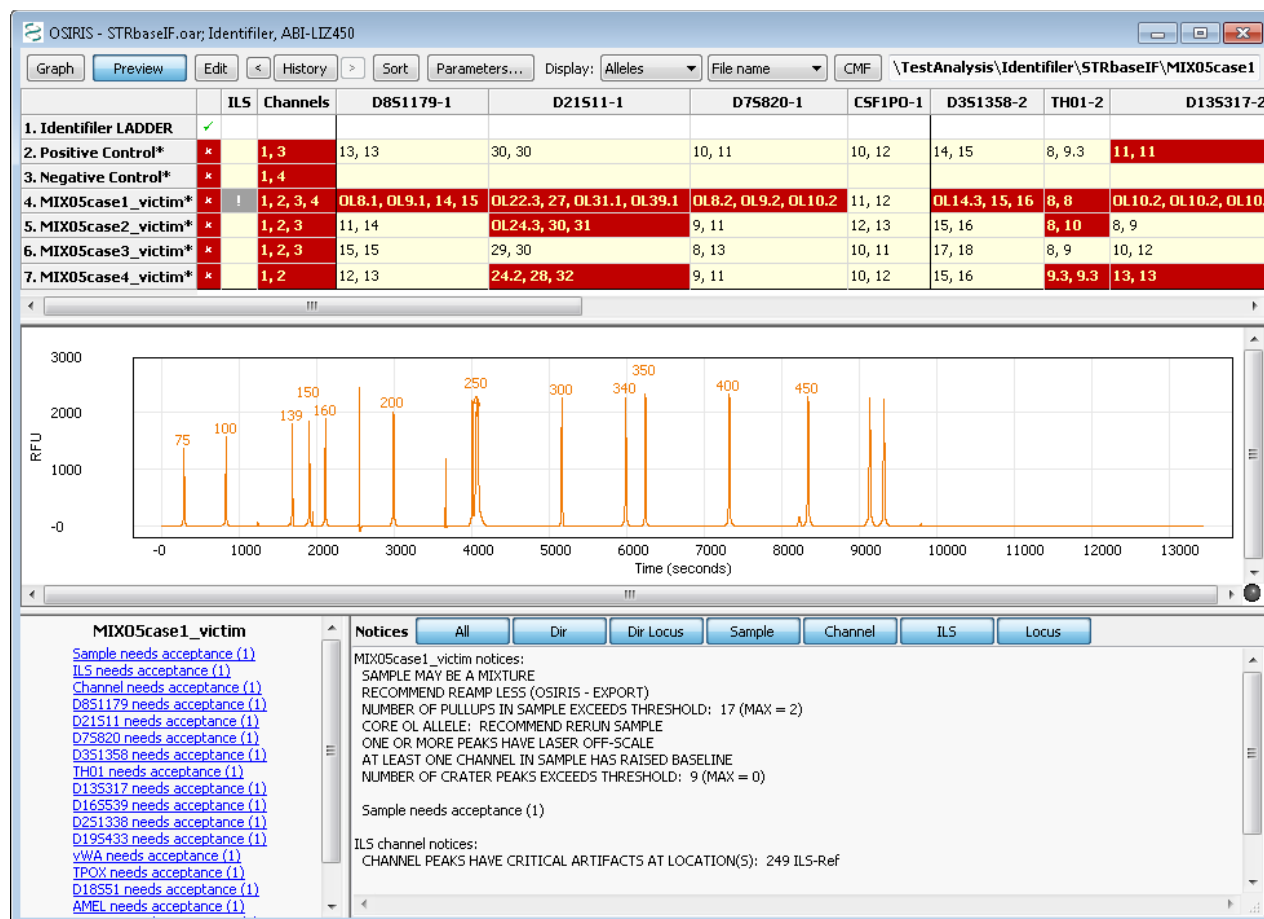 OSIRIS - STRbaseIF.oar; Identifiler, ABI-LIZ450
Graph Preview Edit < History > Sort Parameters... Display: Alleles File name CMF \TestAnalysis\Identifiler\STRbaseIF\MIX05case1
ILS Channels D8S1179-1 D21S11-1 D7S820-1 CSF1PO-1 D3S1358-2 TH01-2 D13S317-2
1. Identifiler LADDER ✓
2. Positive Control* 1, 3 13, 13 30, 30 10, 11 10, 12 14, 15 8, 9.3 11, 11
3. Negative Control* 1, 4
4. MIX05case1_victim* ! 1, 2, 3, 4 OL8.1, OL9.1, 14, 15 OL22.3, 27, OL31.1, OL39.1 OL8.2, OL9.2, OL10.2 11, 12 OL14.3, 15, 16 8, 8 OL10.2, OL10.2, OL10.
5. MIX05case2_victim* 1, 2, 3 11, 14 OL24.3, 30, 31 9, 11 12, 13 15, 16 8, 10 8, 9
6. MIX05case3_victim* 1, 2, 3 15, 15 29, 30 8, 13 10, 11 17, 18 8, 9 10, 12
7. MIX05case4_victim* 1, 2 12, 13 24.2, 28, 32 9, 11 10, 12 15, 16 9.3, 9.3 13, 13
3000
2000
1000
-0
RFU
75 100 139 150 160 200 250 300 340 350 400 450
-0 1000 2000 3000 4000 5000 6000 7000 8000 9000 10000 11000 12000 13000
Time (seconds)
MIX05case1_victim
Sample needs acceptance (1)
ILS needs acceptance (1)
Channel needs acceptance (1)
D8S1179 needs acceptance (1)
D21S11 needs acceptance (1)
D7S820 needs acceptance (1)
D3S1358 needs acceptance (1)
TH01 needs acceptance (1)
D13S317 needs acceptance (1)
D16S539 needs acceptance (1)
D2S1338 needs acceptance (1)
D19S433 needs acceptance (1)
vWA needs acceptance (1)
TPOX needs acceptance (1)
D18S51 needs acceptance (1)
AMEL needs acceptance (1)
Notices All Dir Dir Locus Sample Channel ILS Locus
MIX05case1_victim notices:
SAMPLE MAY BE A MIXTURE
RECOMMEND REAMP LESS (OSIRIS - EXPORT)
NUMBER OF PULLUPS IN SAMPLE EXCEEDS THRESHOLD: 17 (MAX = 2)
CORE OL ALLELE: RECOMMEND RERUN SAMPLE
ONE OR MORE PEAKS HAVE LASER OFF-SCALE
AT LEAST ONE CHANNEL IN SAMPLE HAS RAISED BASELINE
NUMBER OF CRATER PEAKS EXCEEDS THRESHOLD: 9 (MAX = 0)
Sample needs acceptance (1)
ILS channel notices:
CHANNEL PEAKS HAVE CRITICAL ARTIFACTS AT LOCATION(S): 249 ILS-Ref